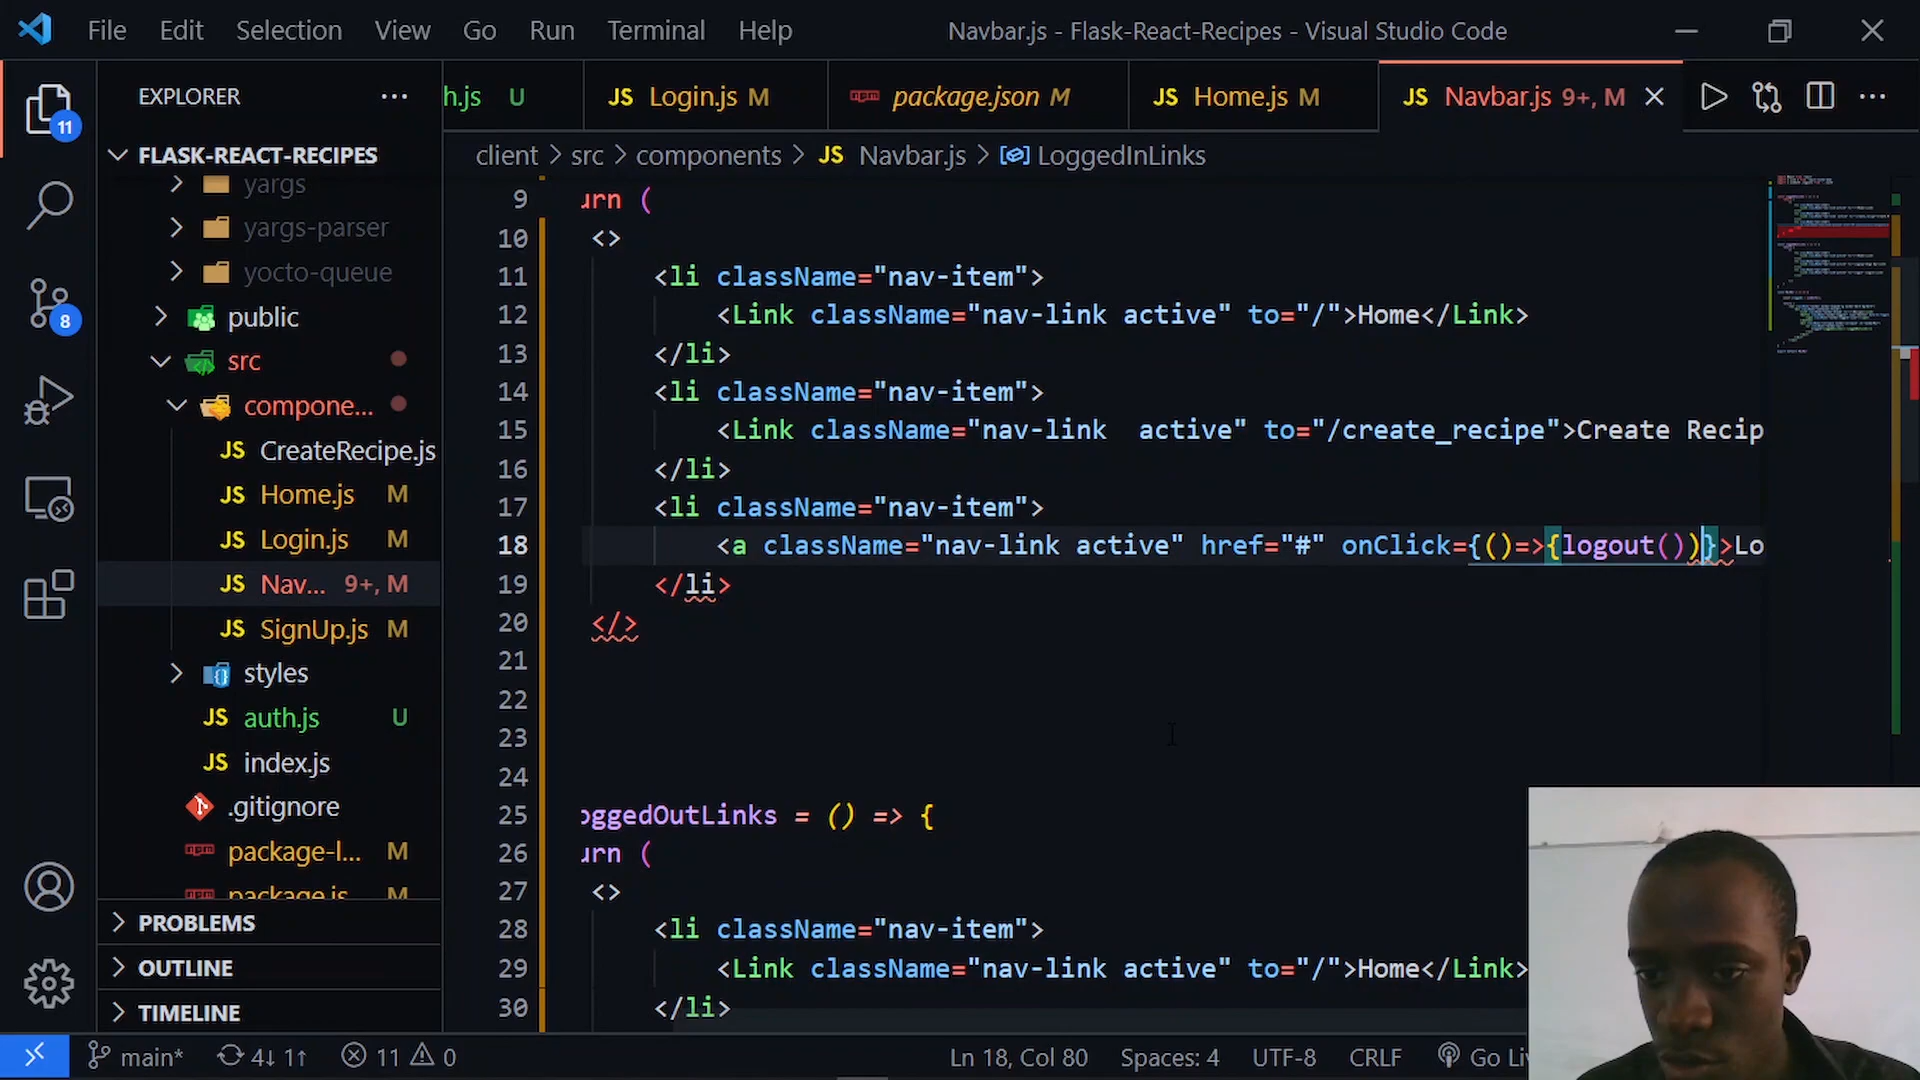 File Edit Selection View Go Run Terminal Help Navbar.js - Flask-React-Recipes - Visual Studio Code
EXPLORER ··· h.js U JS Login.js M npm package.json M JS Home.js M JS Navbar.js 9+, M
11
FLASK-REACT-RECIPES
client > src > components > JS Navbar.js > LoggedInLinks
yargs
yargs-parser
yocto-queue
public
8
src
compone...
JS CreateRecipe.js
JS Home.js M
JS Login.js M
JS Nav... 9+, M
JS SignUp.js M
styles
JS auth.js U
JS index.js
.gitignore
npm package-l... M
npm package.js M
PROBLEMS
OUTLINE
TIMELINE
9 urn (
10 <>
11 <li className="nav-item">
12 <Link className="nav-link active" to="/">Home</Link>
13 </li>
14 <li className="nav-item">
15 <Link className="nav-link  active" to="/create_recipe">Create Recip
16 </li>
17 <li className="nav-item">
18 <a className="nav-link active" href="#" onClick={()=>{logout())}>Lo
19 </li>
20 </>
21
22
23
24
25 oggedOutLinks = () => {
26 urn (
27 <>
28 <li className="nav-item">
29 <Link className="nav-link active" to="/">Home</Link>
30 </li>
main* 4↓ 1↑ 11 0 Ln 18, Col 80 Spaces: 4 UTF-8 CRLF Go Li